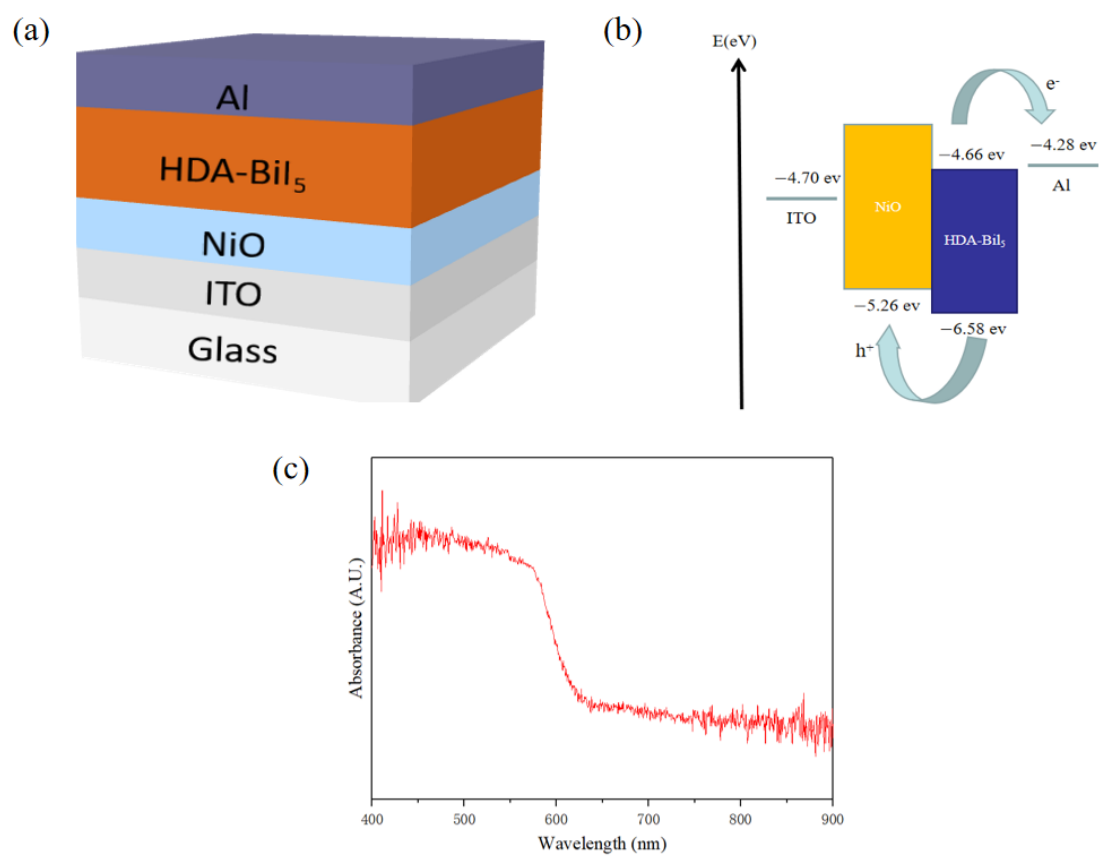 (a)
Al
HDA-BiI₅
NiO
ITO
Glass
(b)
E(eV)
e⁻
−4.28 ev
Al
−4.66 ev
−4.70 ev
ITO
NiO
HDA-BiI₅
−5.26 ev
−6.58 ev
h⁺
(c)
Absorbance (A.U.)
400 500 600 700 800 900
Wavelength (nm)